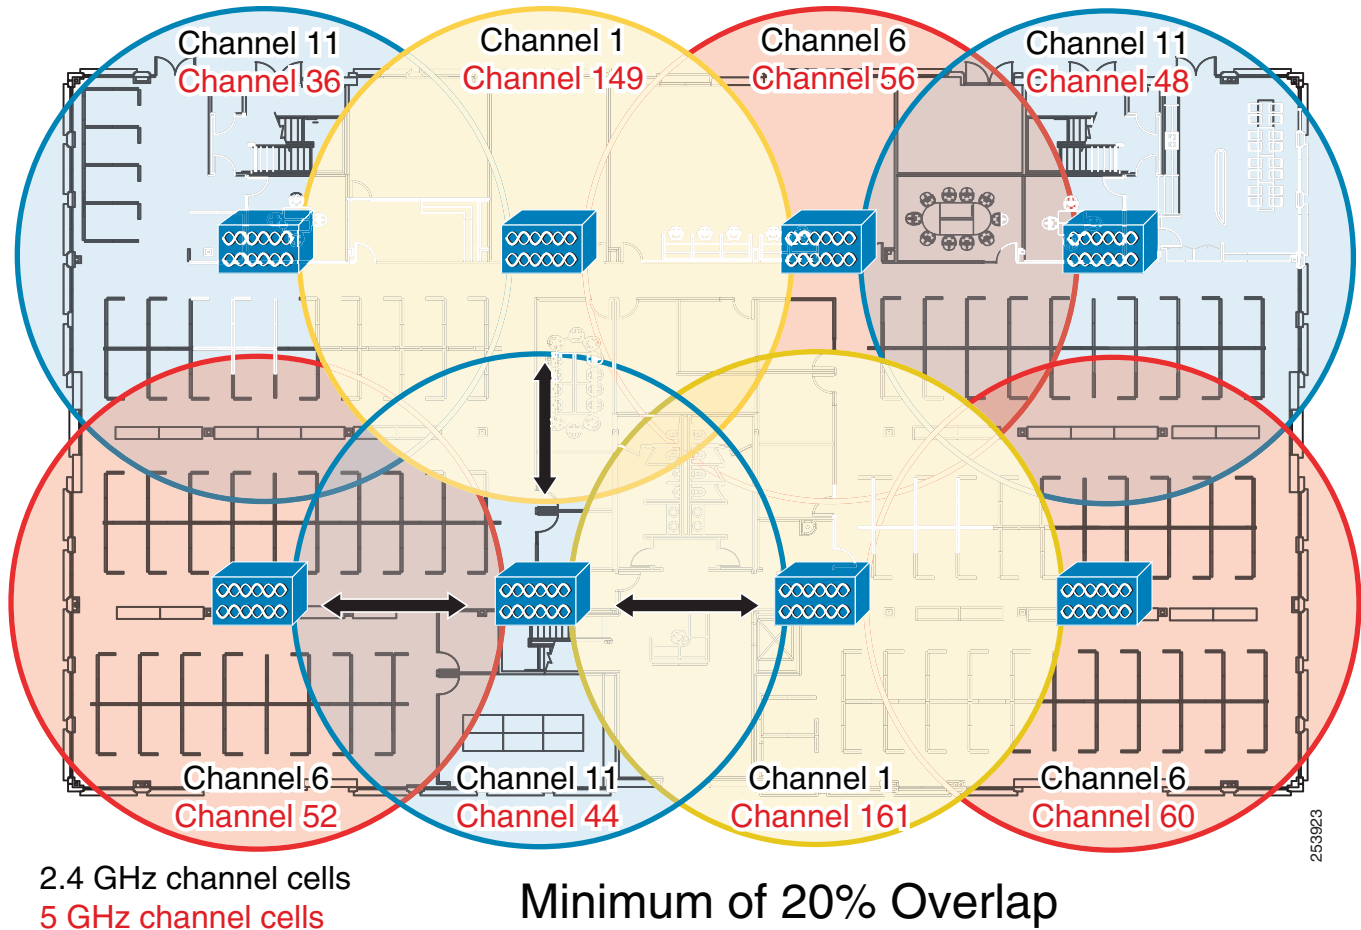 Channel 11
Channel 36
Channel 1
Channel 149
Channel 6
Channel 56
Channel 11
Channel 48
Channel 6
Channel 52
Channel 11
Channel 44
Channel 1
Channel 161
Channel 6
Channel 60
253923
2.4 GHz channel cells
5 GHz channel cells
Minimum of 20% Overlap